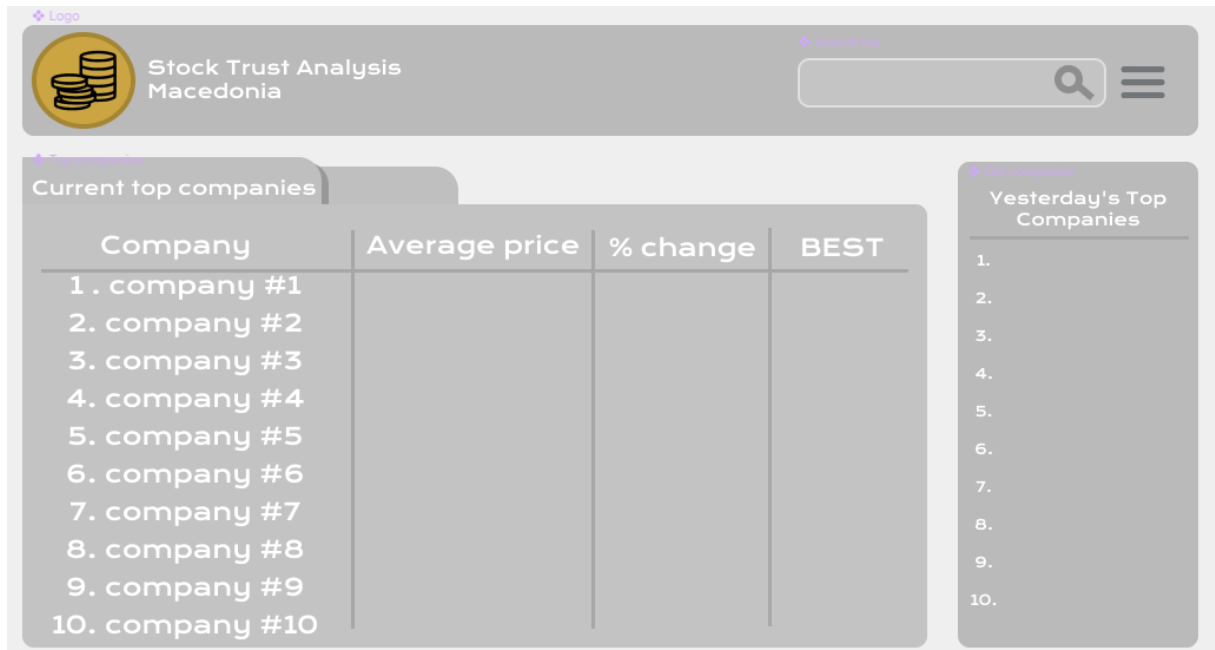 Logo
Stock Trust Analysis
Macedonia
Current top companies
Company Average price % change BEST
1. company #1
2. company #2
3. company #3
4. company #4
5. company #5
6. company #6
7. company #7
8. company #8
9. company #9
10. company #10
Yesterday's Top
Companies
1.
2.
3.
4.
5.
6.
7.
8.
9.
10.